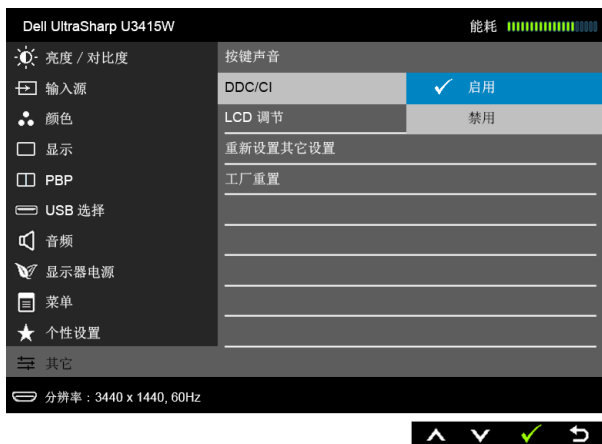 Dell UltraSharp U3415W 能耗
亮度 / 对比度 按键声音
输入源 DDC/CI 启用
颜色 LCD 调节 禁用
显示 重新设置其它设置
PBP 工厂重置
USB 选择
音频
显示器电源
菜单
个性设置
其它
分辨率：3440 x 1440, 60Hz